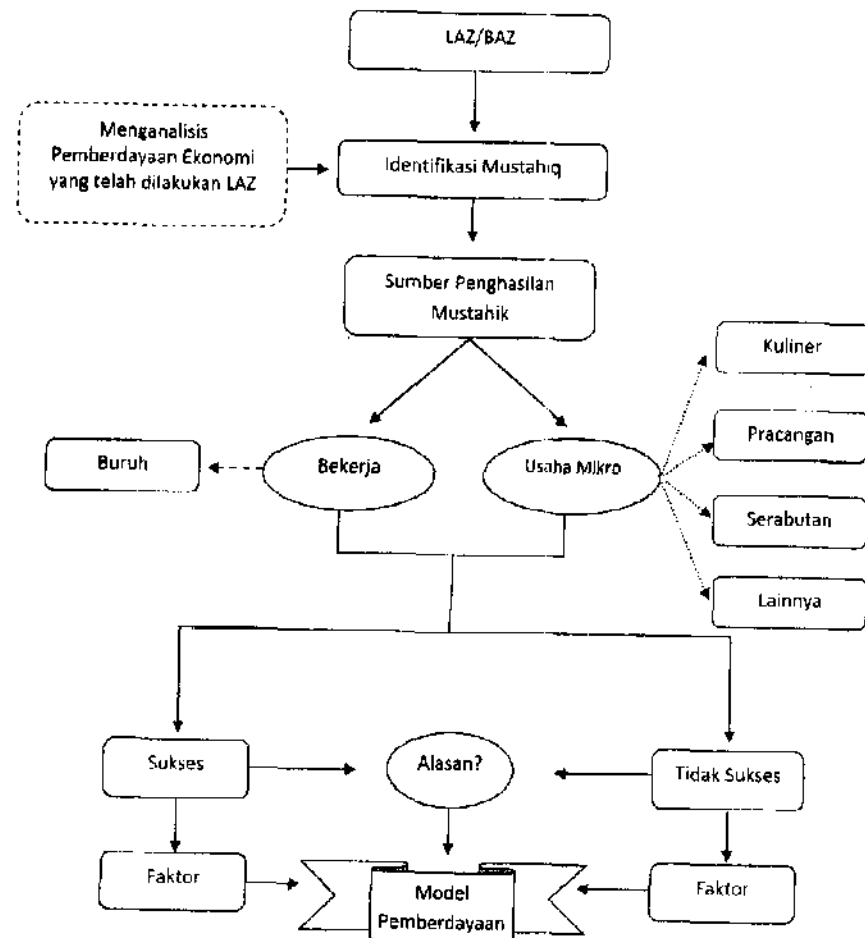 LAZ/BAZ
Menganalisis
Pemberdayaan Ekonomi
yang telah dilakukan LAZ
Identifikasi Mustahiq
Sumber Penghasilan
Mustahik
Kuliner
Pracangan
Buruh
Bekerja
Usaha Mikro
Serabutan
Lainnya
Sukses
Alasan?
Tidak Sukses
Faktor
Model
Pemberdayaan
Faktor